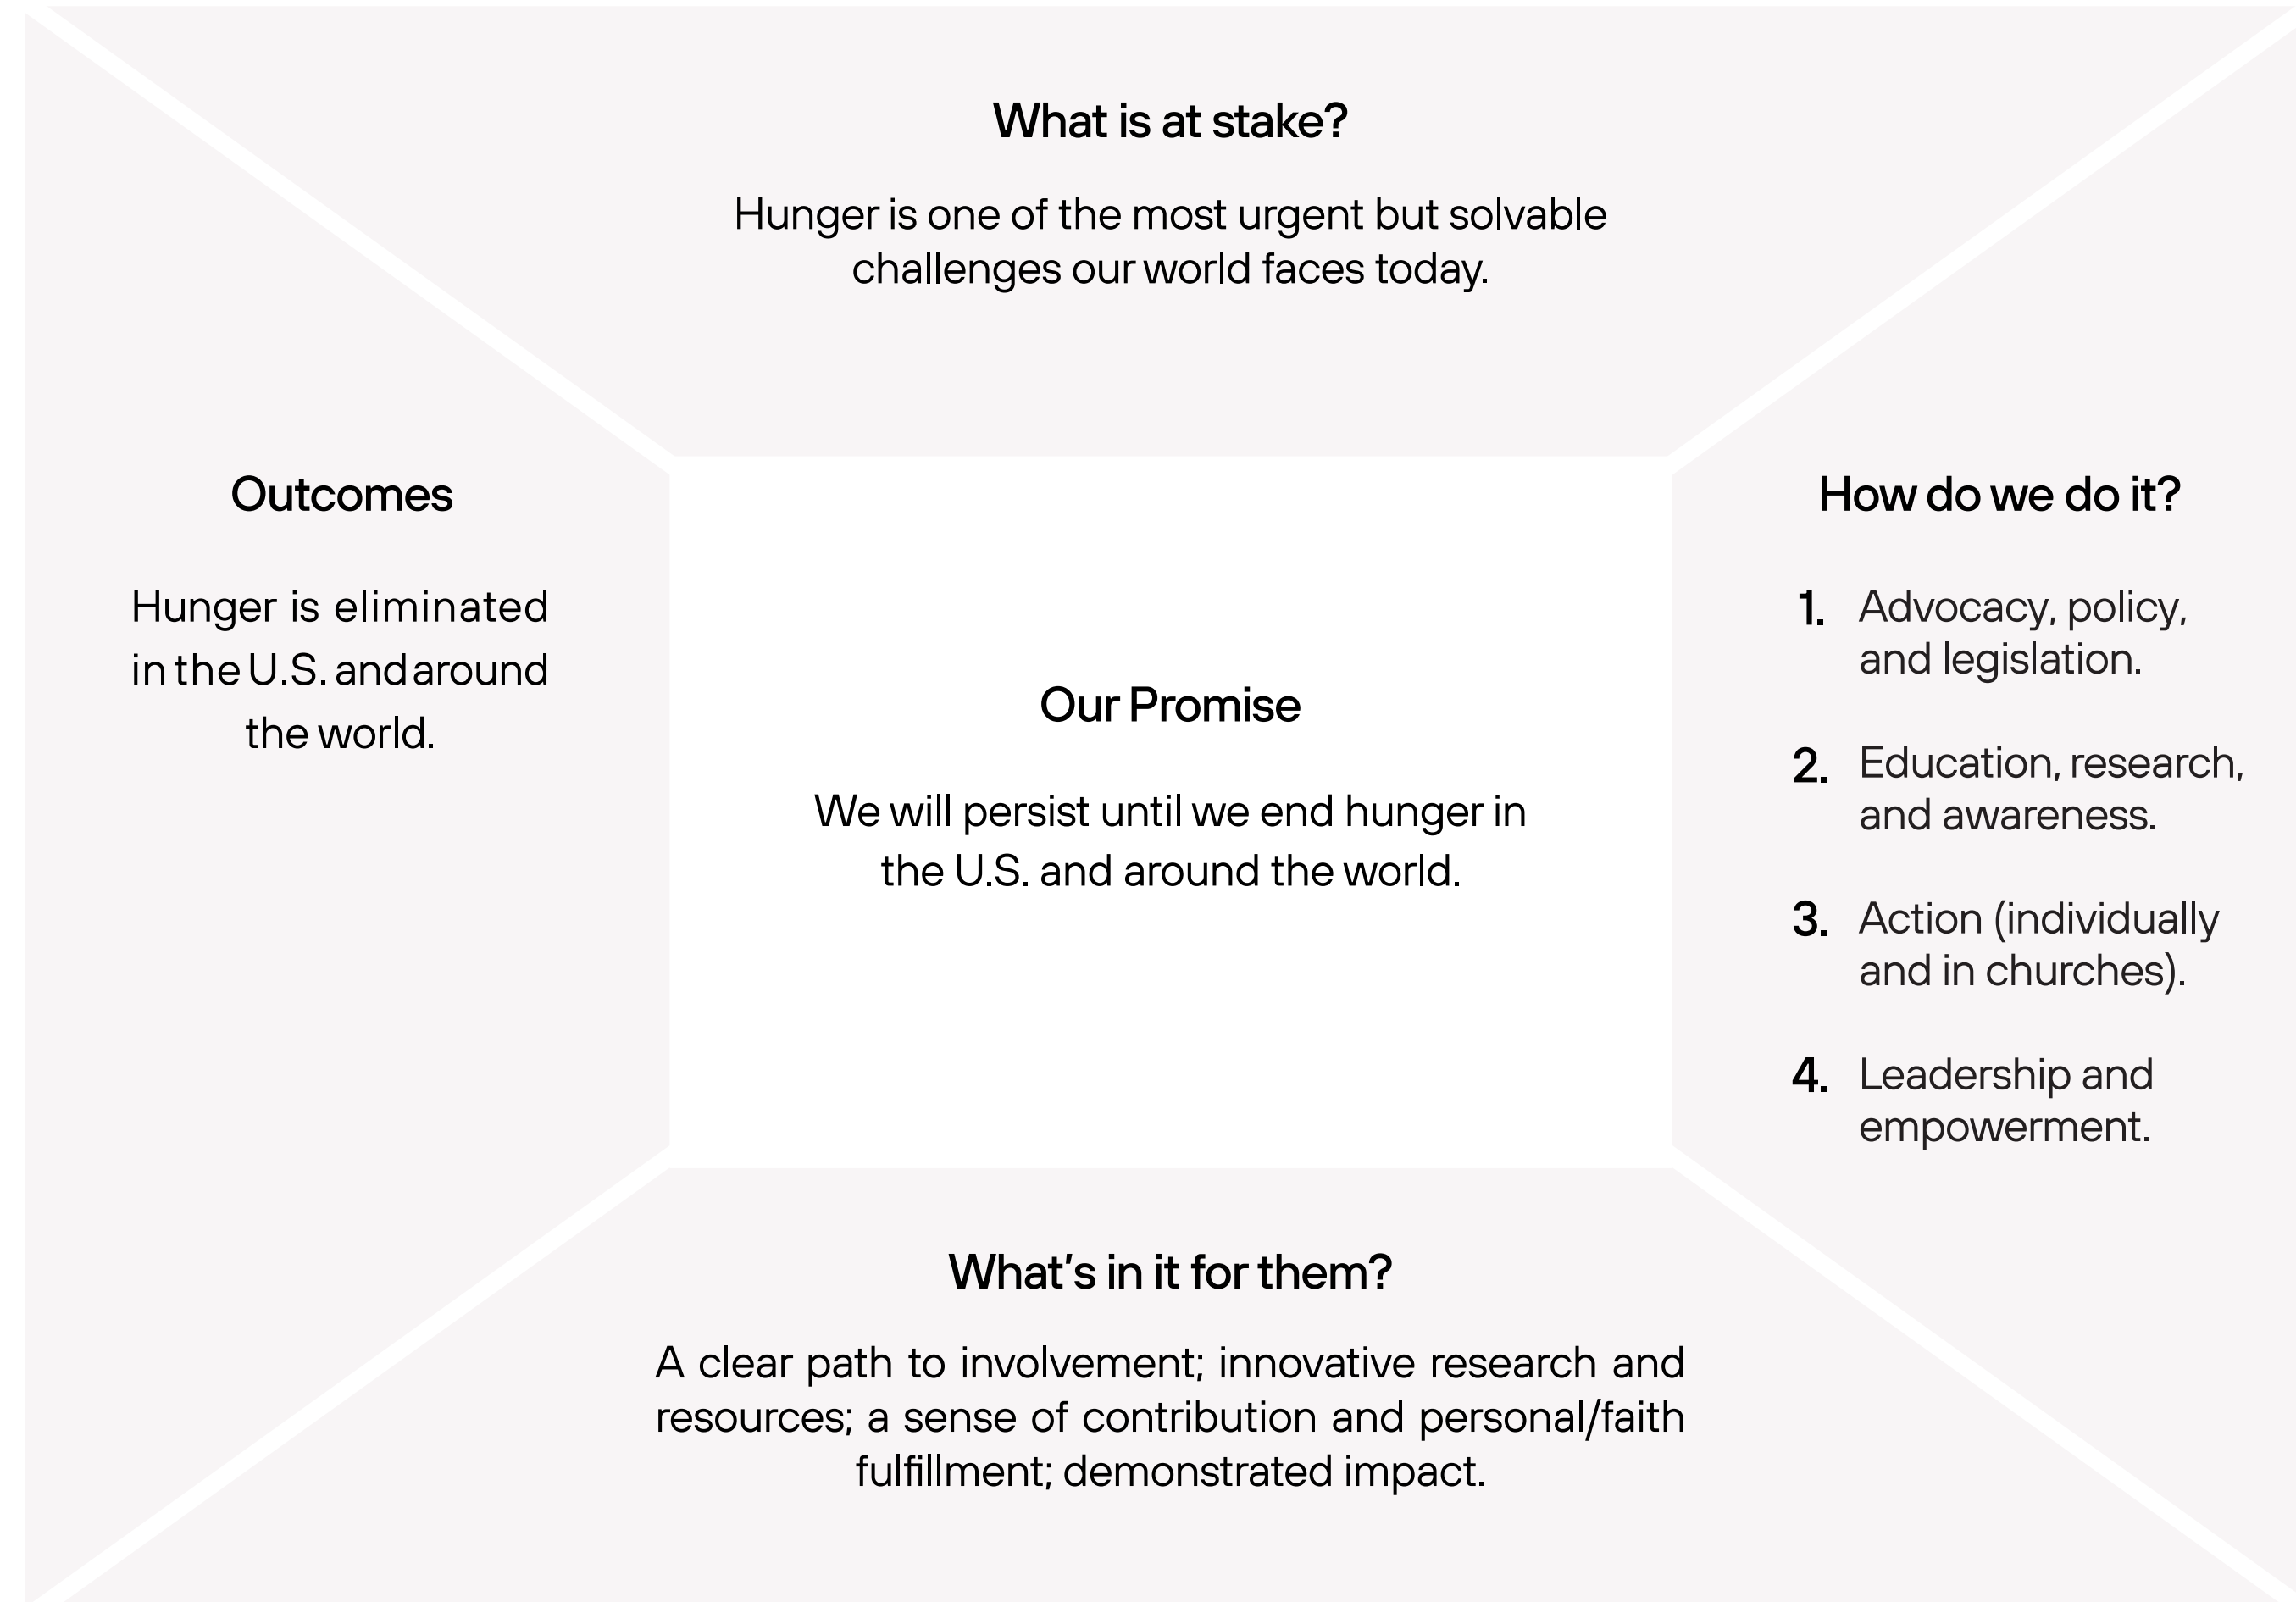 What is at stake?
Hunger is one of the most urgent but solvable
challenges our world faces today.
Outcomes
Hunger is eliminated
in the U.S. and around
the world.
Our Promise
We will persist until we end hunger in
the U.S. and around the world.
How do we do it?
1. Advocacy, policy,
and legislation.
2. Education, research,
and awareness.
3. Action (individually
and in churches).
4. Leadership and
empowerment.
What's in it for them?
A clear path to involvement; innovative research and
resources; a sense of contribution and personal/faith
fulfillment; demonstrated impact.